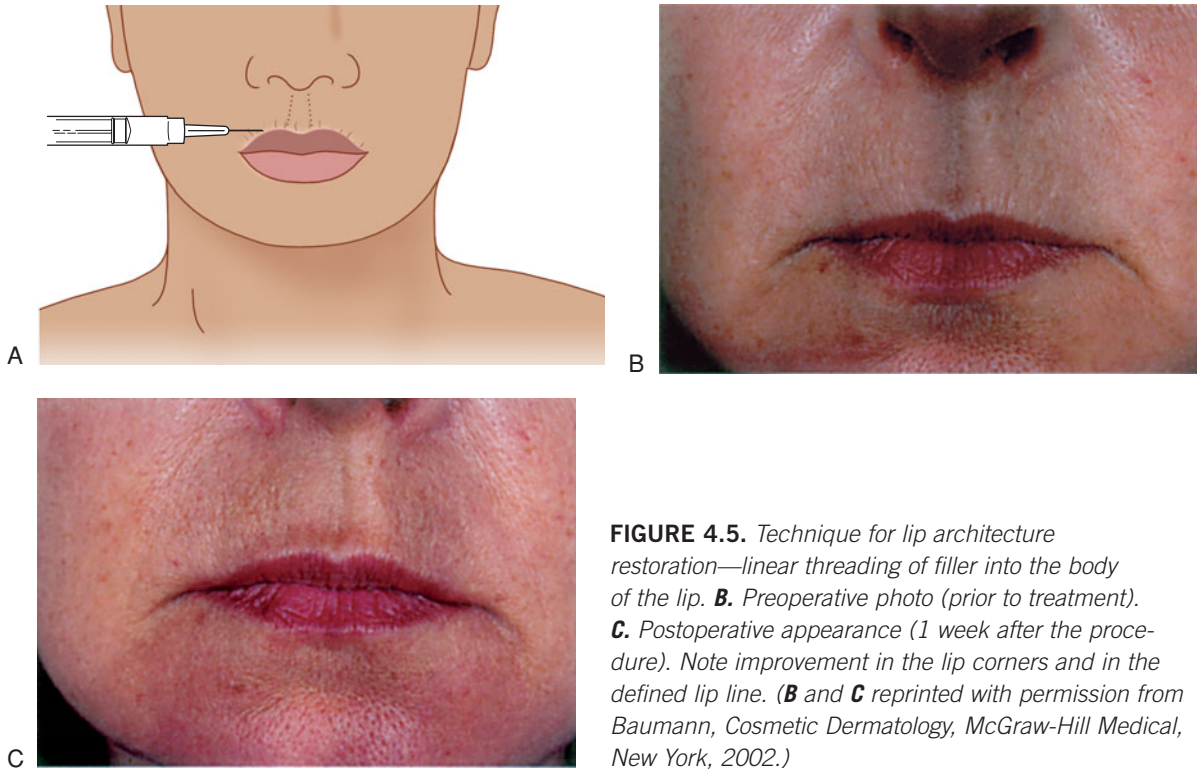 A
B
C
FIGURE 4.5. Technique for lip architecture
restoration—linear threading of filler into the body
of the lip. B. Preoperative photo (prior to treatment).
C. Postoperative appearance (1 week after the proce-
dure). Note improvement in the lip corners and in the
defined lip line. (B and C reprinted with permission from
Baumann, Cosmetic Dermatology, McGraw-Hill Medical,
New York, 2002.)